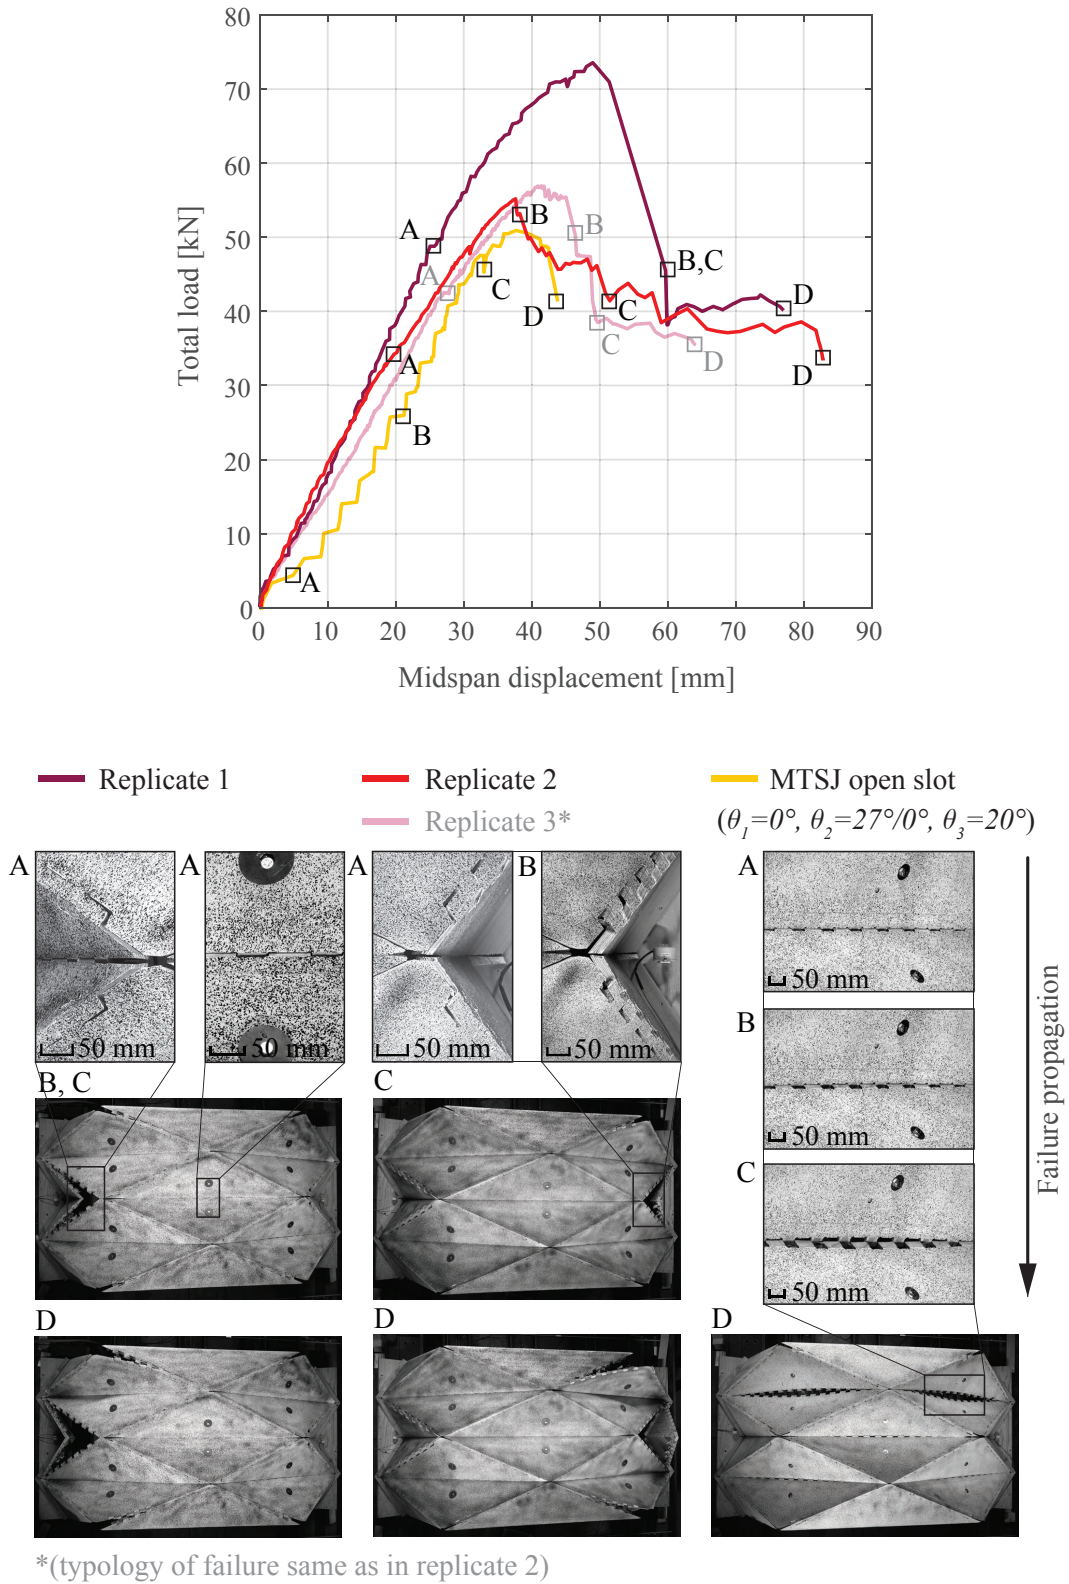 80
70
60
50
40
30
20
10
0
Total load [kN]
A
B
A
B
B,C
C
D
C
D
A
C
D
D
B
A
0 10 20 30 40 50 60 70 80 90
Midspan displacement [mm]
Replicate 1
Replicate 2
MTSJ open slot
Replicate 3*
(θ₁=0°, θ₂=27°/0°, θ₃=20°)
A A A B A
50 mm
50 mm
50 mm
50 mm
50 mm
B
50 mm
B, C
C
C
50 mm
Failure propagation
D
D
D
*(typology of failure same as in replicate 2)